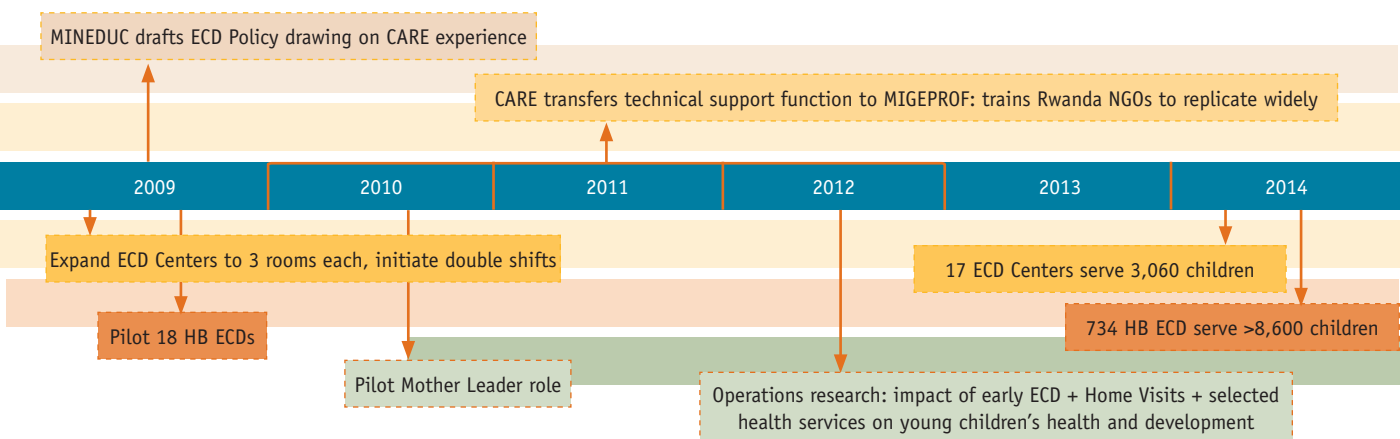 MINEDUC drafts ECD Policy drawing on CARE experience
CARE transfers technical support function to MIGEPROF: trains Rwanda NGOs to replicate widely
2009
2010
2011
2012
2013
2014
Expand ECD Centers to 3 rooms each, initiate double shifts
17 ECD Centers serve 3,060 children
Pilot 18 HB ECDs
734 HB ECD serve >8,600 children
Pilot Mother Leader role
Operations research: impact of early ECD + Home Visits + selected
health services on young children’s health and development